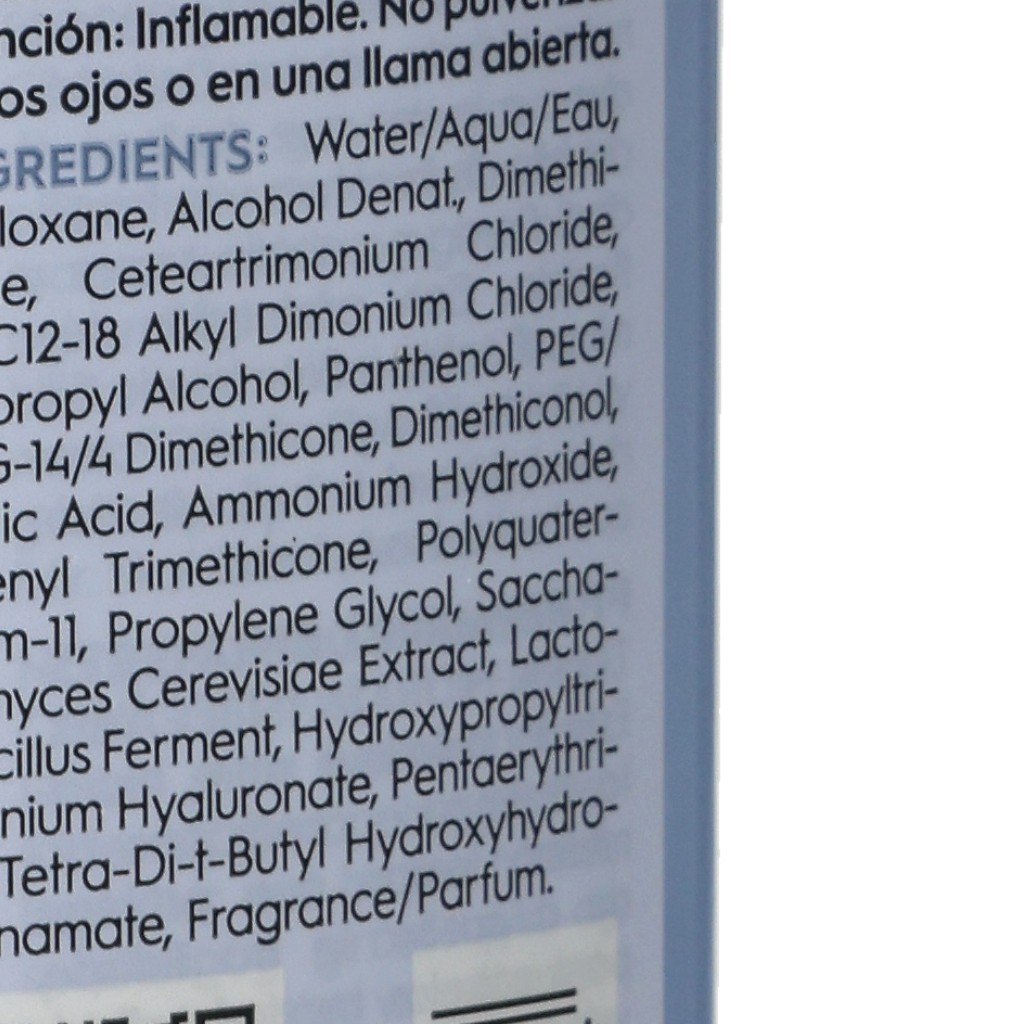 nción: Inflamable. No pulveriza
os ojos o en una llama abierta.
GREDIENTS: Water/Aqua/Eau,
loxane, Alcohol Denat., Dimethi-
e, Ceteartrimonium Chloride,
C12-18 Alkyl Dimonium Chloride,
propyl Alcohol, Panthenol, PEG/
G-14/4 Dimethicone, Dimethiconol,
ic Acid, Ammonium Hydroxide,
enyl Trimethicone, Polyquater-
m-11, Propylene Glycol, Saccha-
myces Cerevisiae Extract, Lacto-
cillus Ferment, Hydroxypropyltri-
nium Hyaluronate, Pentaerythri-
Tetra-Di-t-Butyl Hydroxyhydro-
namate, Fragrance/Parfum.